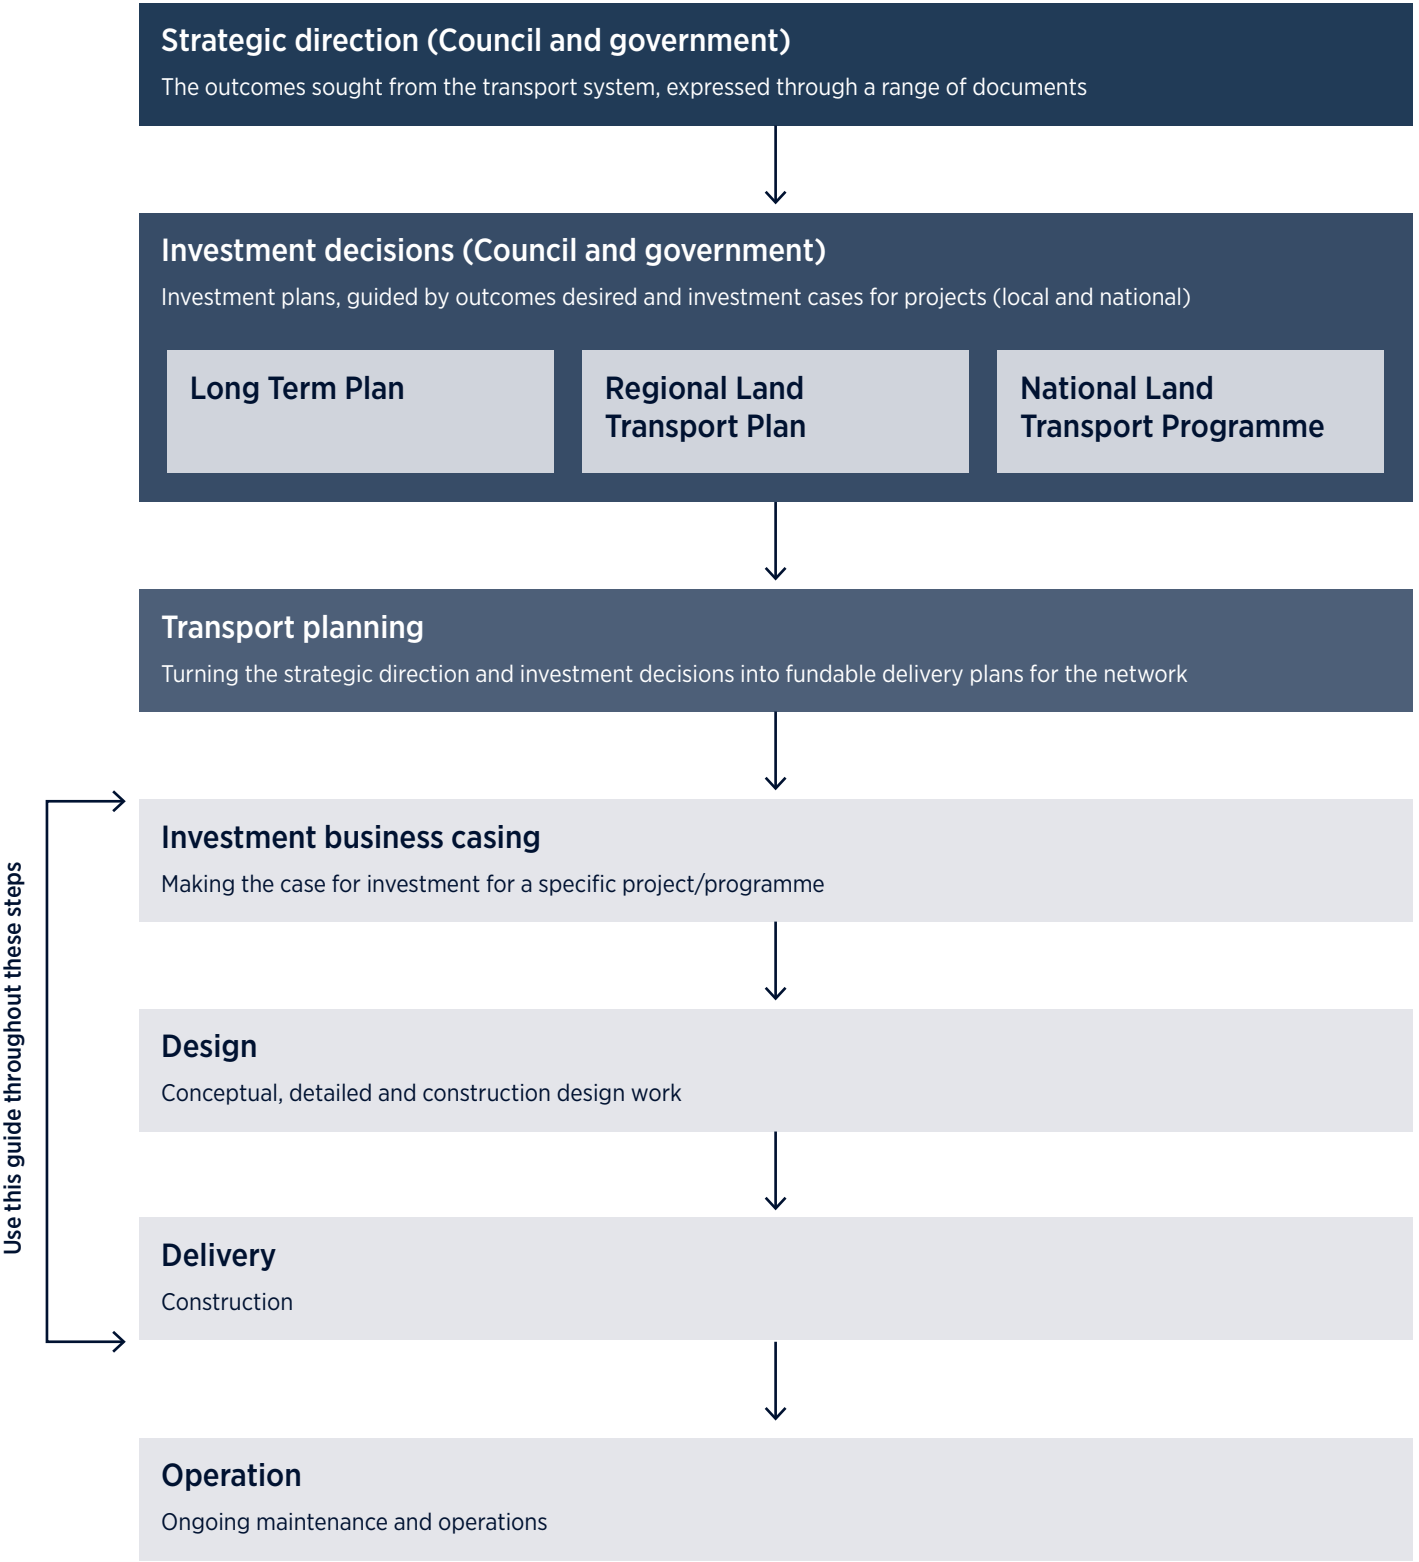 Strategic direction (Council and government)
The outcomes sought from the transport system, expressed through a range of documents
Investment decisions (Council and government)
Investment plans, guided by outcomes desired and investment cases for projects (local and national)
Long Term Plan
Regional Land
Transport Plan
National Land
Transport Programme
Transport planning
Turning the strategic direction and investment decisions into fundable delivery plans for the network
Use this guide throughout these steps
Investment business casing
Making the case for investment for a specific project/programme
Design
Conceptual, detailed and construction design work
Delivery
Construction
Operation
Ongoing maintenance and operations